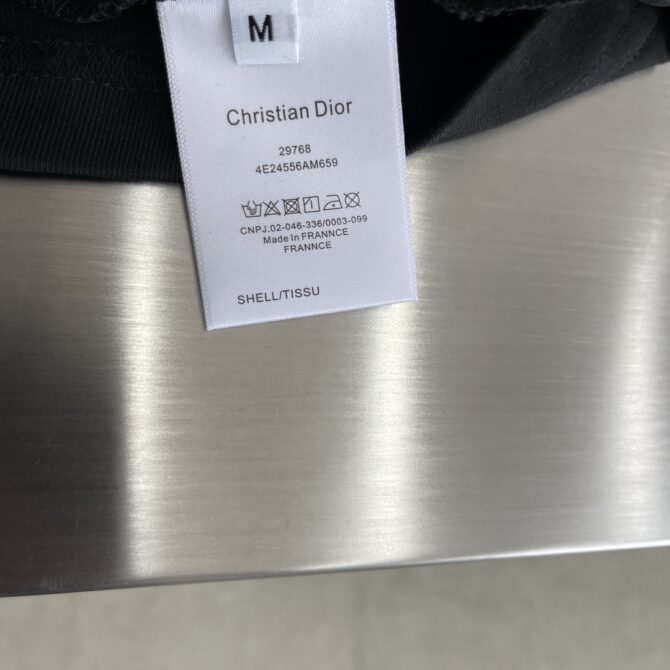 M
Christian Dior
29768
4E24556AM659
CNPJ.02-046-336/0003-099
Made In FRANNCE
FRANNCE
SHELL/TISSU